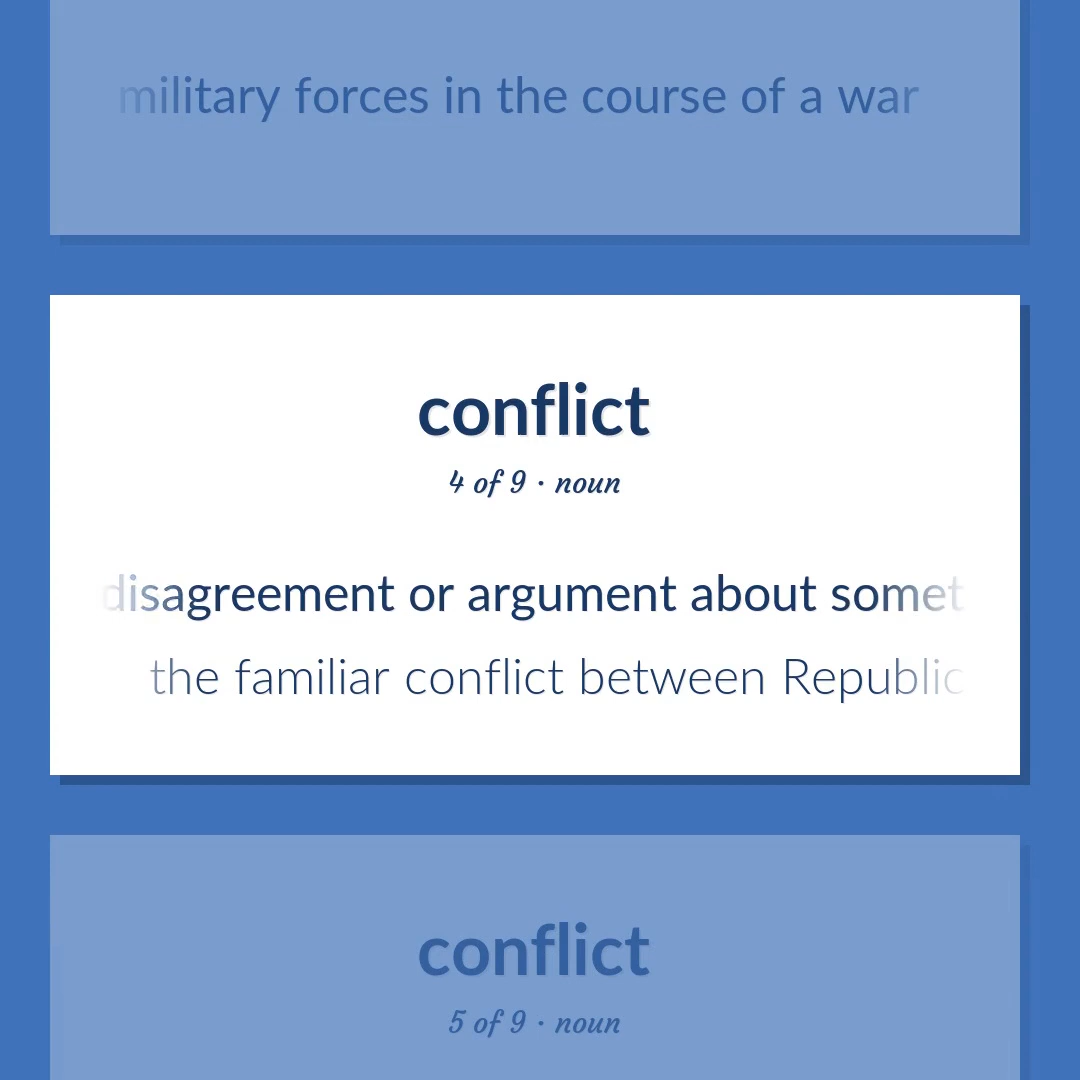 military forces in the course of a war
conflict
4 of 9 · noun
disagreement or argument about somet
the familiar conflict between Republic
conflict
5 of 9 · noun